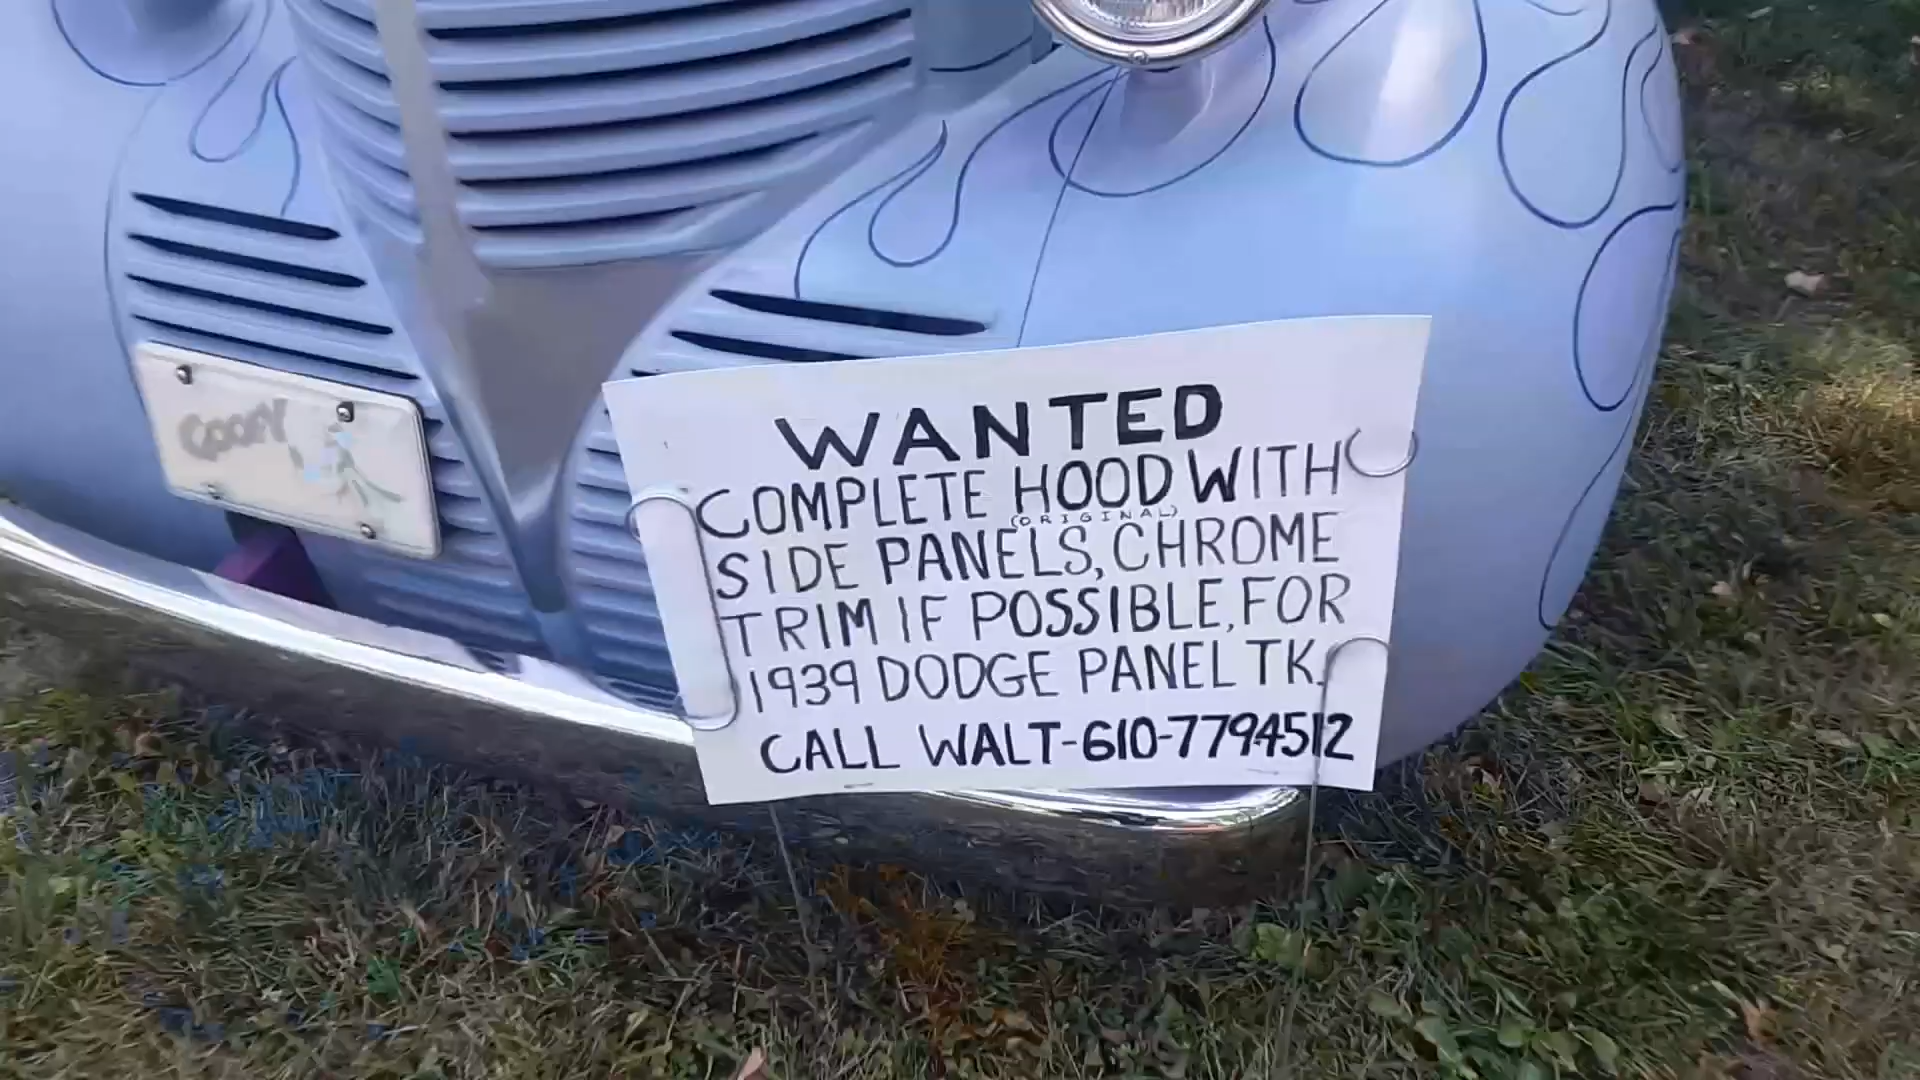 GOOFY
WANTED
COMPLETE HOOD WITH
(ORIGINAL)
SIDE PANELS, CHROME
TRIM IF POSSIBLE, FOR
1939 DODGE PANEL TK.
CALL WALT-610-7794512